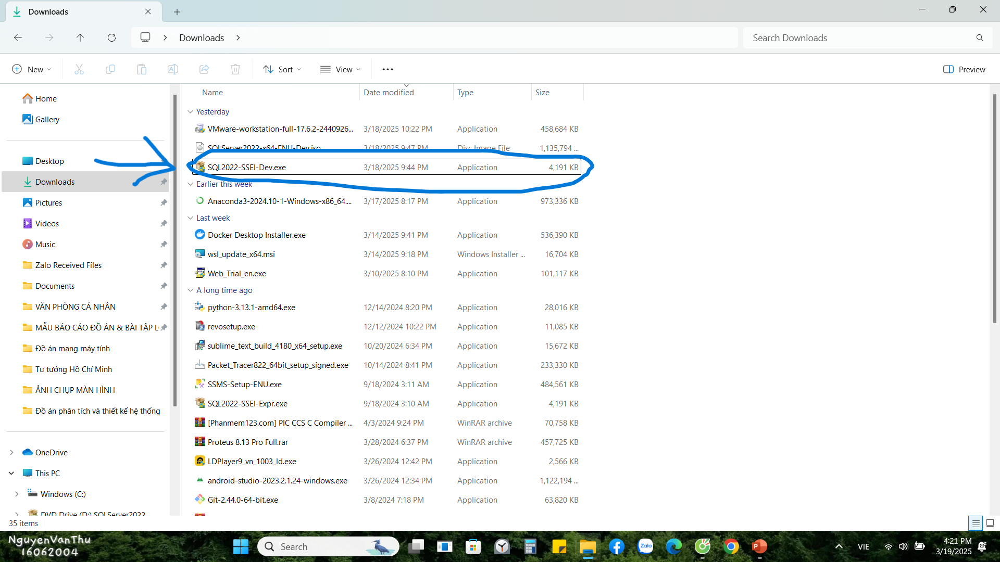 Downloads
Downloads
Search Downloads
New
Sort
View
Preview
Name Date modified Type Size
Home
Gallery
Desktop
Downloads
Pictures
Videos
Music
Zalo Received Files
Documents
VĂN PHÒNG CÁ NHÂN
MẪU BÁO CÁO ĐỒ ÁN & BÀI TẬP L
Đồ án mạng máy tính
Tư tưởng Hồ Chí Minh
ẢNH CHỤP MÀN HÌNH
Đồ án phân tích và thiết kế hệ thống
OneDrive
This PC
Windows (C:)
DVD Drive (D:) SQLServer2022
Yesterday
VMware-workstation-full-17.6.2-2440926... 3/18/2025 10:22 PM Application 458,684 KB
SQLServer2022-x64-ENU-Dev.iso 3/18/2025 9:47 PM Disc Image File 1,135,794 ...
SQL2022-SSEI-Dev.exe 3/18/2025 9:44 PM Application 4,191 KB
Earlier this week
Anaconda3-2024.10-1-Windows-x86_64.... 3/17/2025 8:17 PM Application 973,336 KB
Last week
Docker Desktop Installer.exe 3/14/2025 9:41 PM Application 536,390 KB
wsl_update_x64.msi 3/14/2025 9:18 PM Windows Installer ... 16,704 KB
Web_Trial_en.exe 3/10/2025 8:10 PM Application 101,117 KB
A long time ago
python-3.13.1-amd64.exe 12/14/2024 8:20 PM Application 28,016 KB
revosetup.exe 12/12/2024 10:22 PM Application 11,085 KB
sublime_text_build_4180_x64_setup.exe 10/20/2024 6:34 PM Application 15,672 KB
Packet_Tracer822_64bit_setup_signed.exe 10/14/2024 8:41 PM Application 233,330 KB
SSMS-Setup-ENU.exe 9/18/2024 3:11 AM Application 484,561 KB
SQL2022-SSEI-Expr.exe 9/18/2024 3:10 AM Application 4,191 KB
[Phanmem123.com] PIC CCS C Compiler ... 4/3/2024 9:24 PM WinRAR archive 70,758 KB
Proteus 8.13 Pro Full.rar 3/28/2024 6:37 PM WinRAR archive 457,725 KB
LDPlayer9_vn_1003_ld.exe 3/26/2024 12:42 PM Application 2,566 KB
android-studio-2023.2.1.24-windows.exe 3/26/2024 12:34 PM Application 1,122,194 ...
Git-2.44.0-64-bit.exe 3/8/2024 7:18 PM Application 63,820 KB
35 items
NguyenVanThu
16062004
Search
Zalo
VIE
4:21 PM
3/19/2025